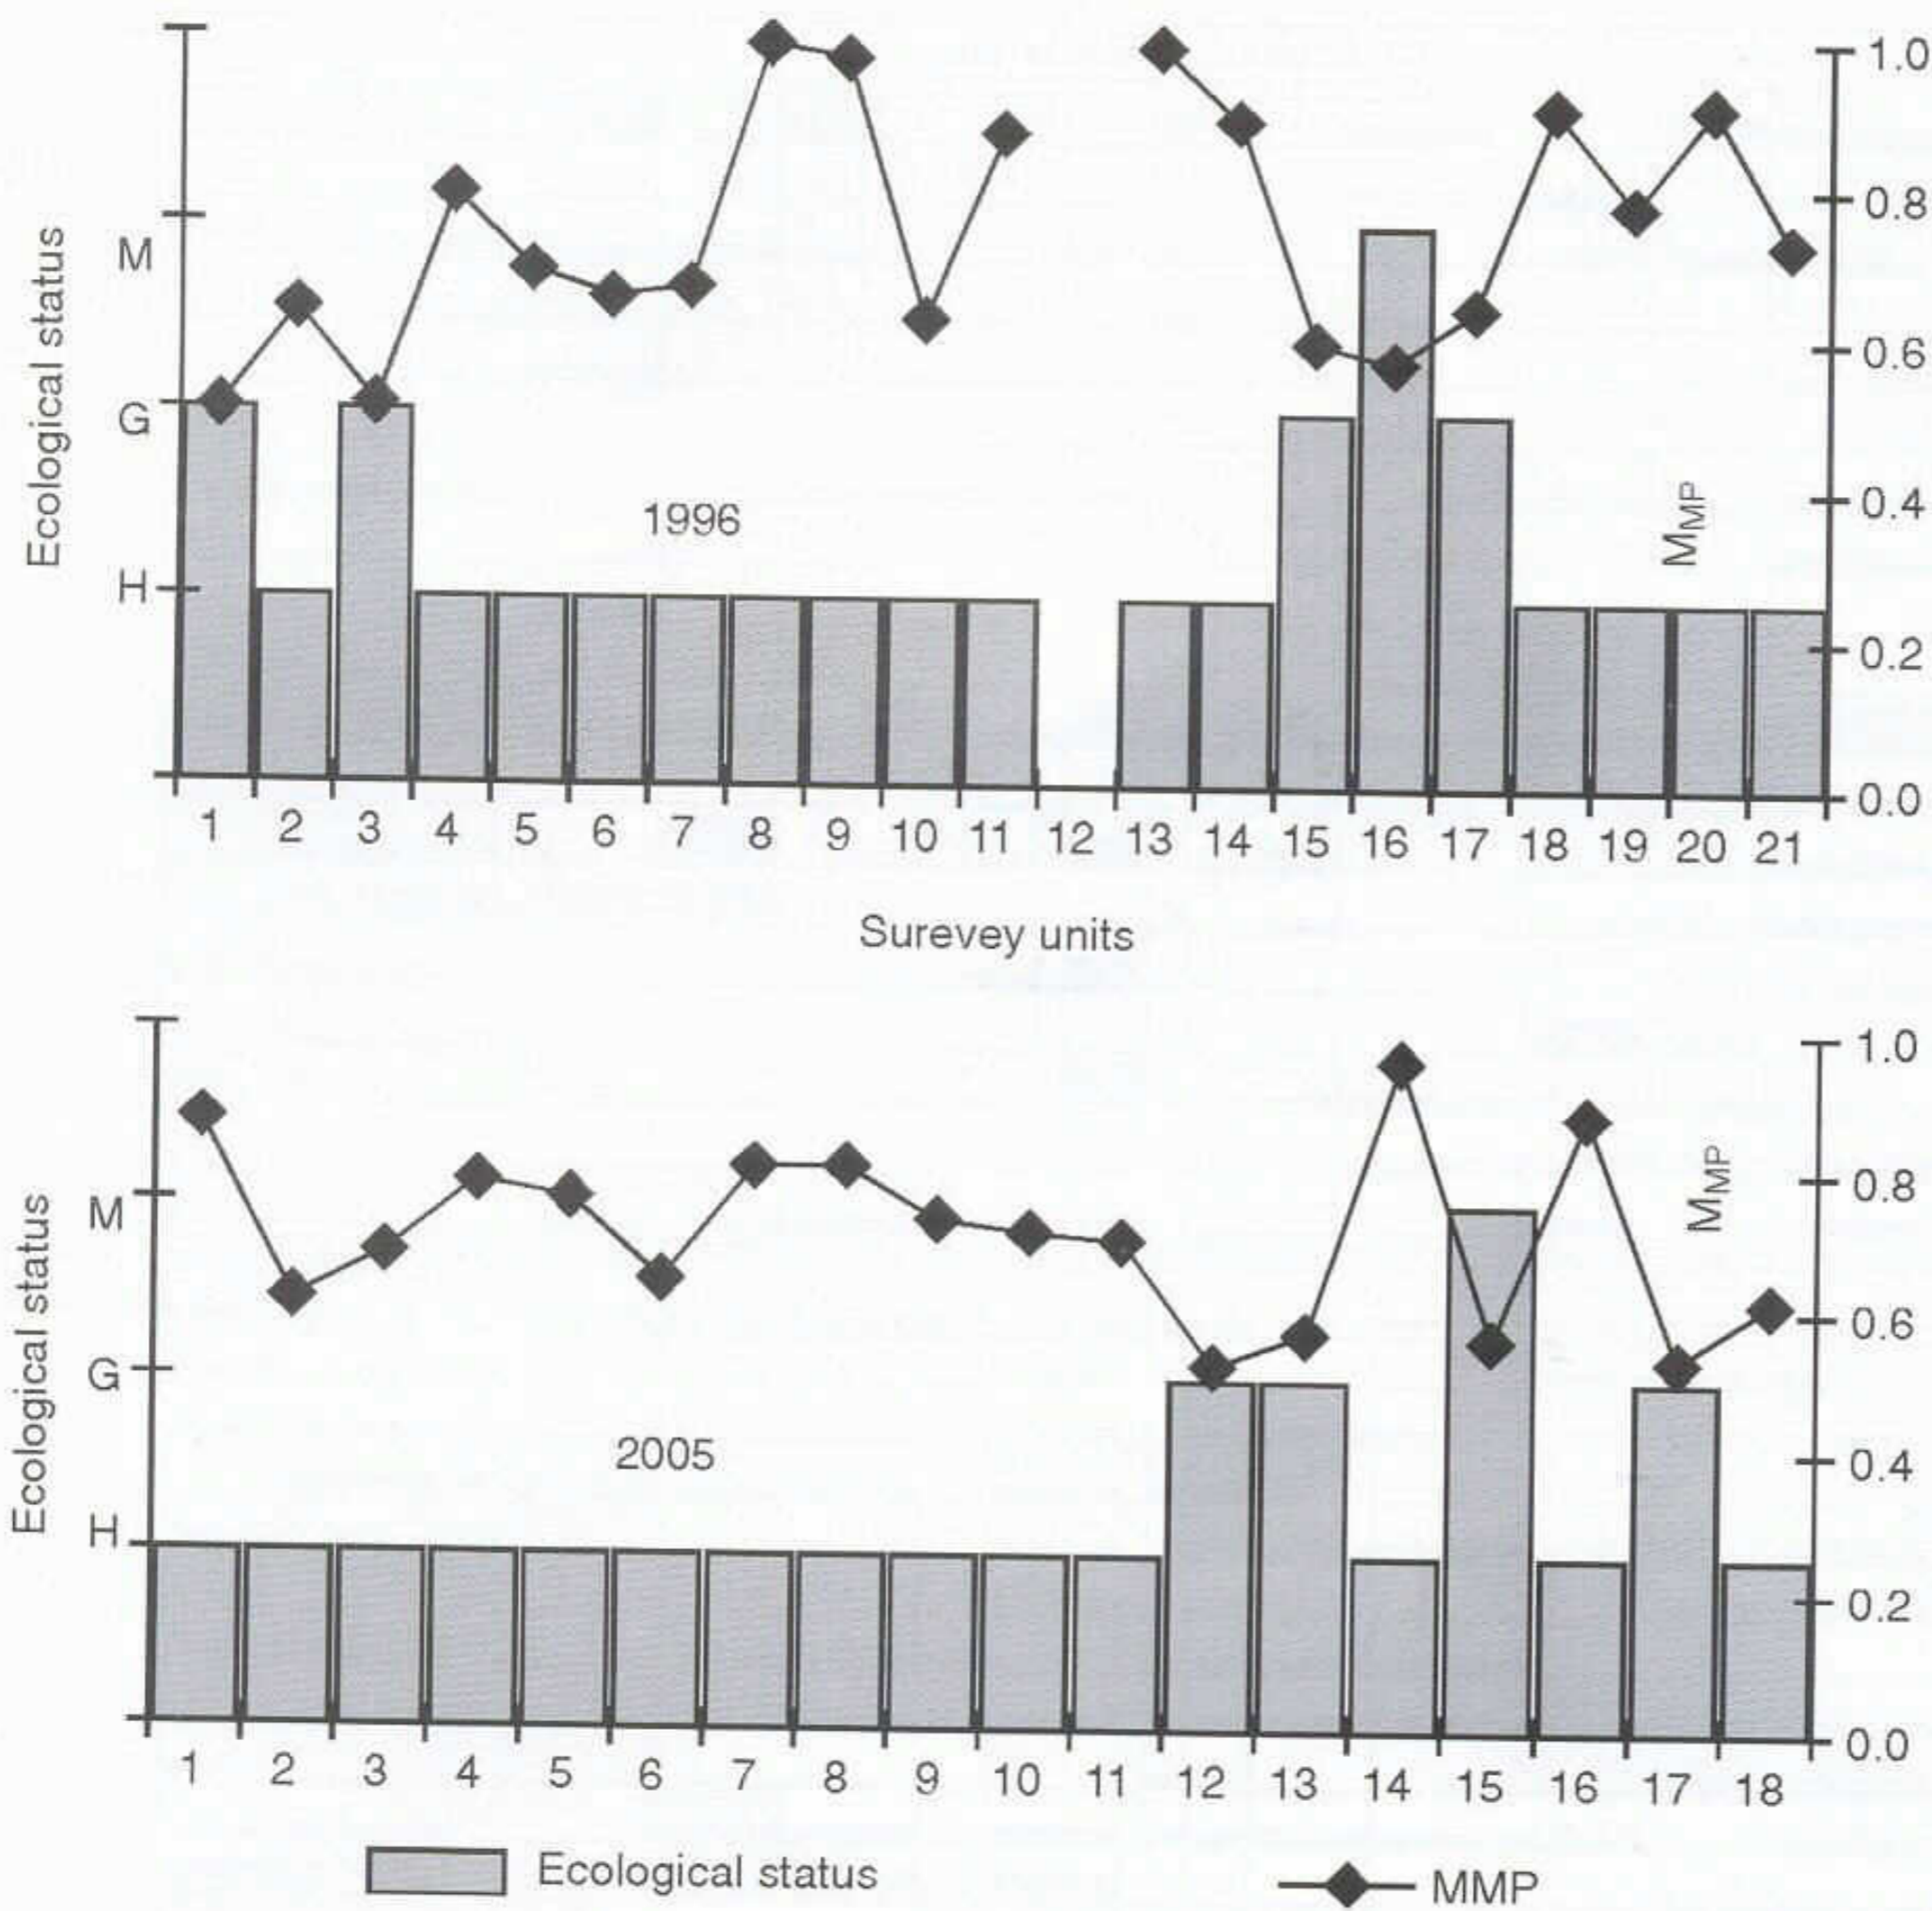 1.0
0.8
M
Ecological status
0.6
G
1996
M_MP
0.4
H
0.2
0.0
1 2 3 4 5 6 7 8 9 10 11 12 13 14 15 16 17 18 19 20 21
Surevey units
1.0
M_MP
0.8
M
Ecological status
0.6
G
2005
0.4
H
0.2
0.0
1 2 3 4 5 6 7 8 9 10 11 12 13 14 15 16 17 18
Ecological status MMP